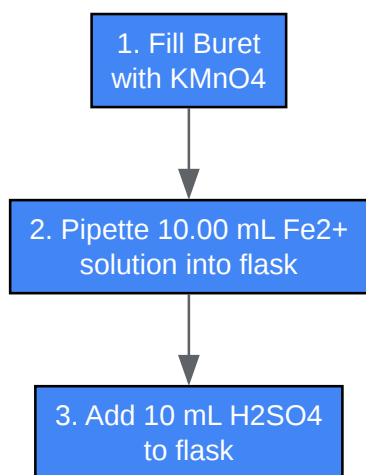 1. Fill Buret
with KMnO4
2. Pipette 10.00 mL Fe2+
solution into flask
3. Add 10 mL H2SO4
to flask